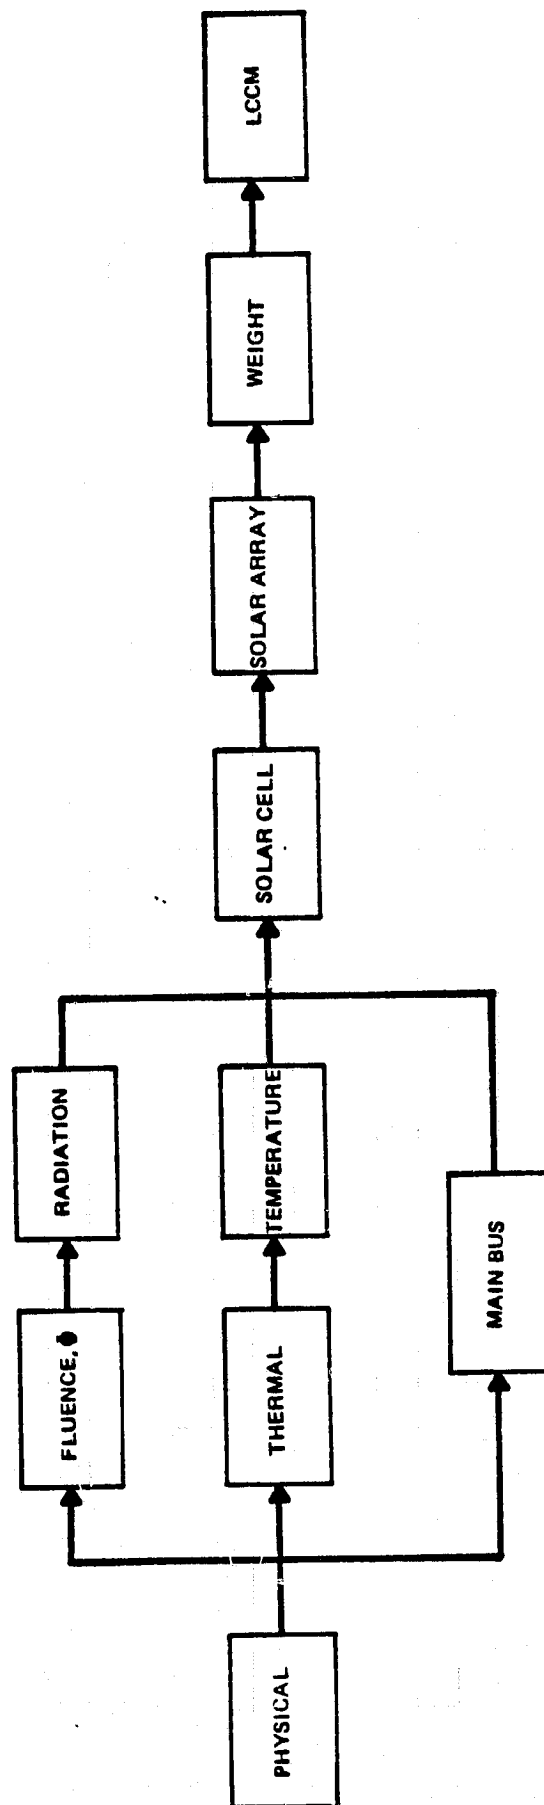 PHYSICAL
FLUENCE, Φ
RADIATION
THERMAL
TEMPERATURE
MAIN BUS
SOLAR CELL
SOLAR ARRAY
WEIGHT
LCCM